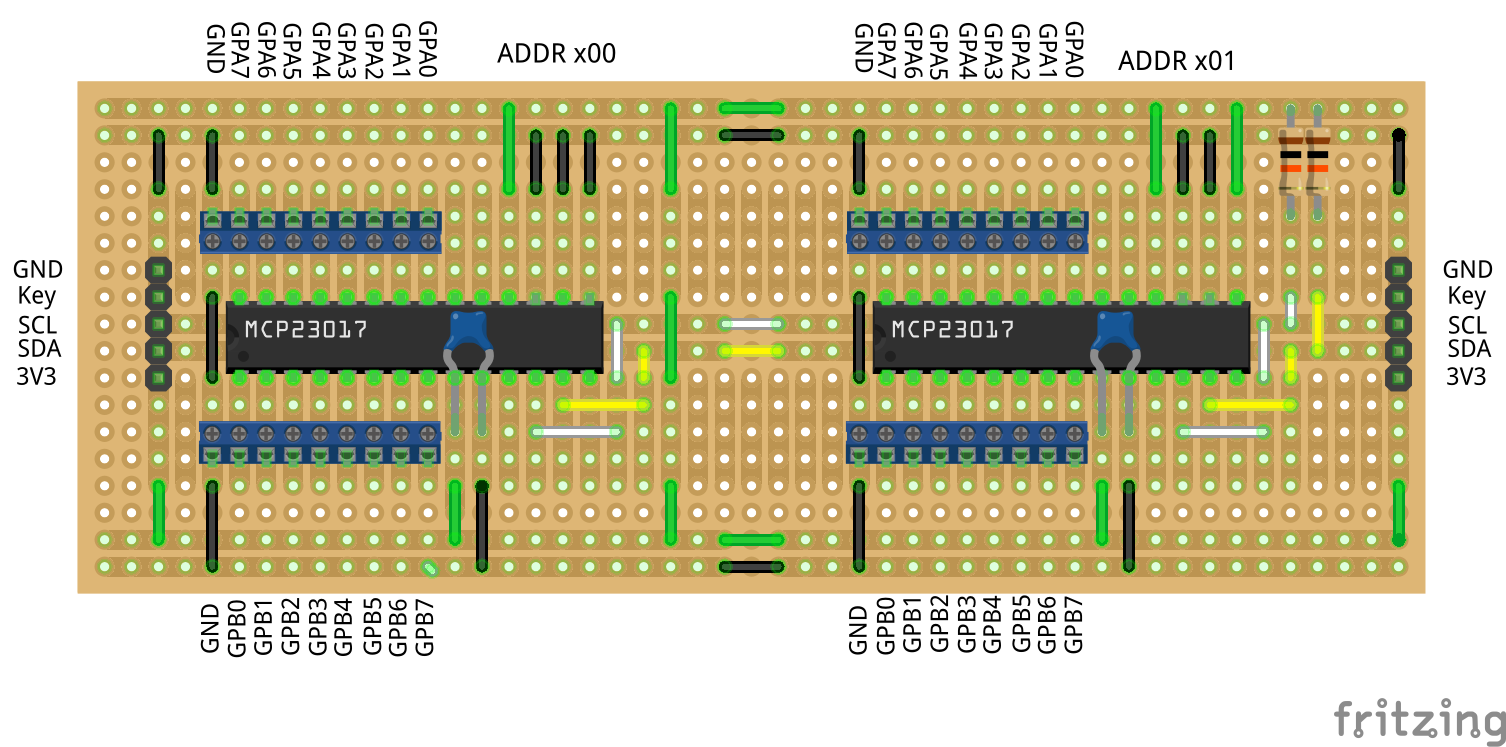 GND GPA7 GPA6 GPA5 GPA4 GPA3 GPA2 GPA1 GPA0
ADDR x00
GND GPA7 GPA6 GPA5 GPA4 GPA3 GPA2 GPA1 GPA0
ADDR x01
GND
Key
SCL
SDA
3V3
MCP23017
MCP23017
GND
Key
SCL
SDA
3V3
GND GPB0 GPB1 GPB2 GPB3 GPB4 GPB5 GPB6 GPB7
GND GPB0 GPB1 GPB2 GPB3 GPB4 GPB5 GPB6 GPB7
fritzing